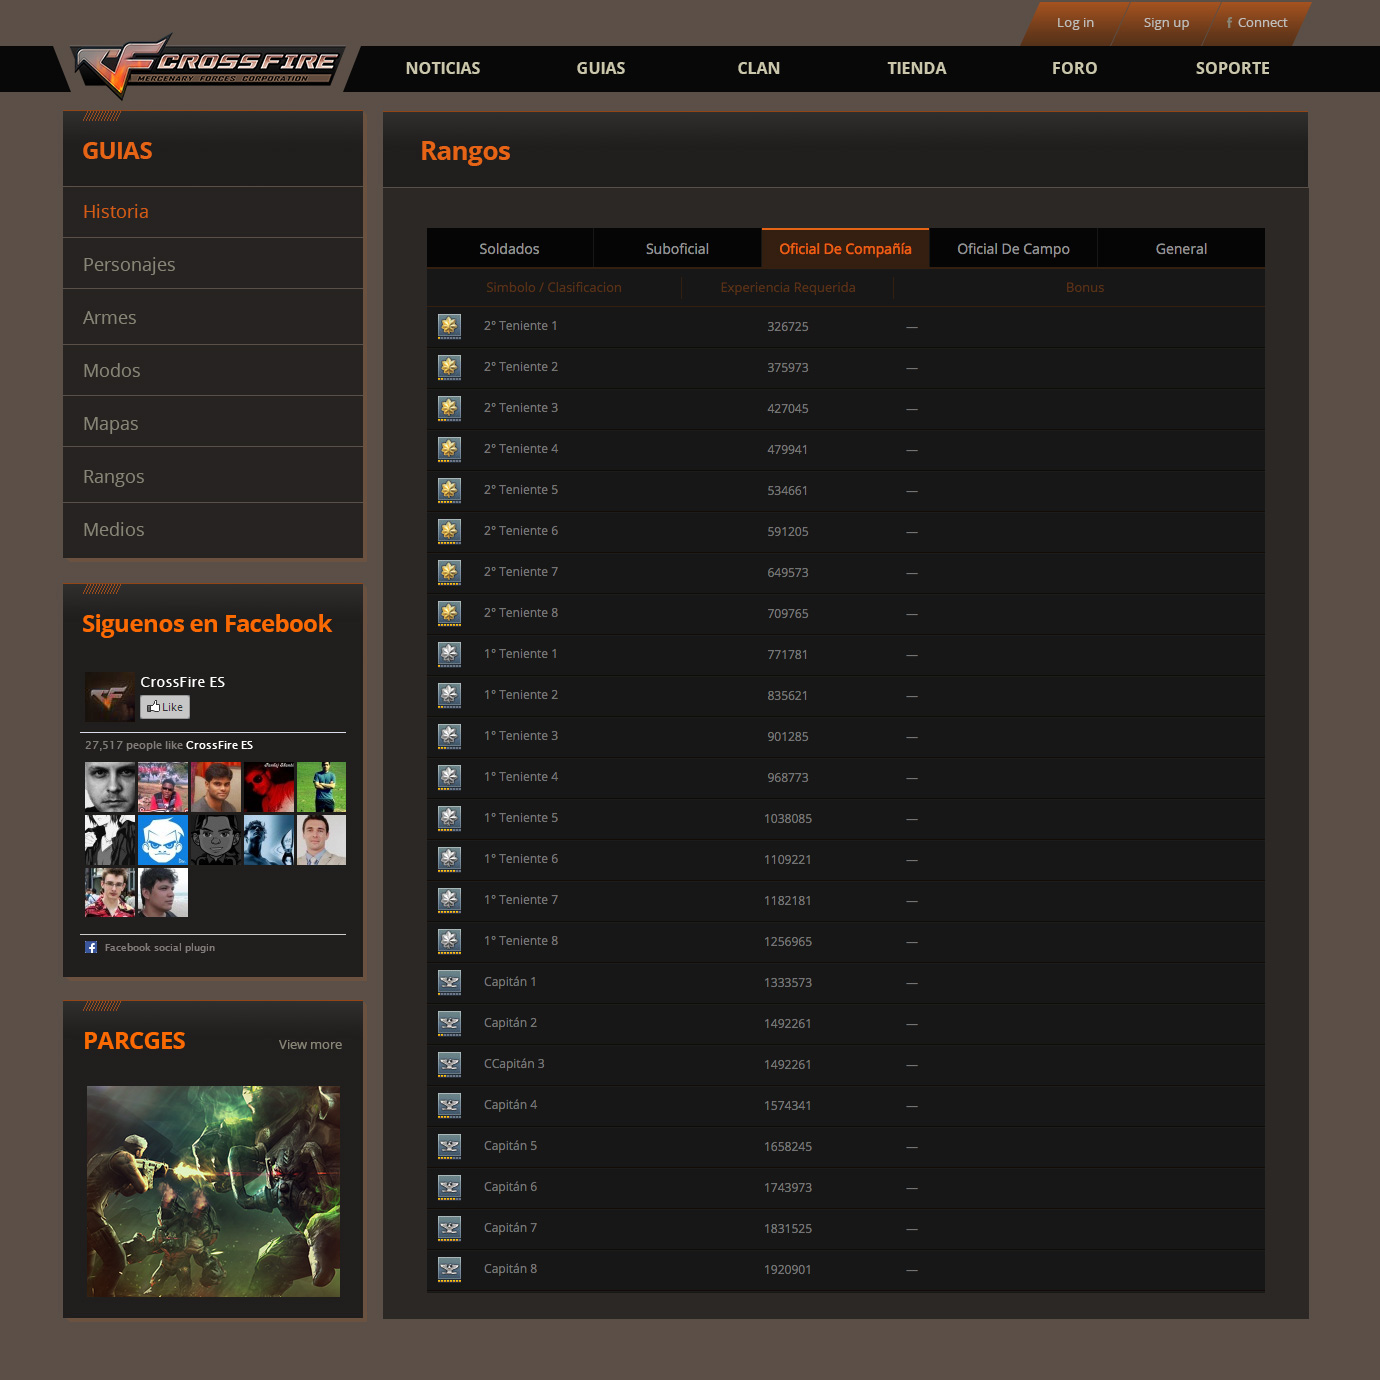 Log in
Sign up
f Connect
CROSSFIRE
MERCENARY FORCES CORPORATION
NOTICIAS
GUIAS
CLAN
TIENDA
FORO
SOPORTE
GUIAS
Historia
Personajes
Armes
Modos
Mapas
Rangos
Medios
Siguenos en Facebook
CrossFire ES
Like
27,517 people like CrossFire ES
Facebook social plugin
PARCGES
View more
Rangos
Soldados
Suboficial
Oficial De Compañía
Oficial De Campo
General
Simbolo / Clasificacion
Experiencia Requerida
Bonus
2° Teniente 1 326725 —
2° Teniente 2 375973 —
2° Teniente 3 427045 —
2° Teniente 4 479941 —
2° Teniente 5 534661 —
2° Teniente 6 591205 —
2° Teniente 7 649573 —
2° Teniente 8 709765 —
1° Teniente 1 771781 —
1° Teniente 2 835621 —
1° Teniente 3 901285 —
1° Teniente 4 968773 —
1° Teniente 5 1038085 —
1° Teniente 6 1109221 —
1° Teniente 7 1182181 —
1° Teniente 8 1256965 —
Capitán 1 1333573 —
Capitán 2 1492261 —
CCapitán 3 1492261 —
Capitán 4 1574341 —
Capitán 5 1658245 —
Capitán 6 1743973 —
Capitán 7 1831525 —
Capitán 8 1920901 —